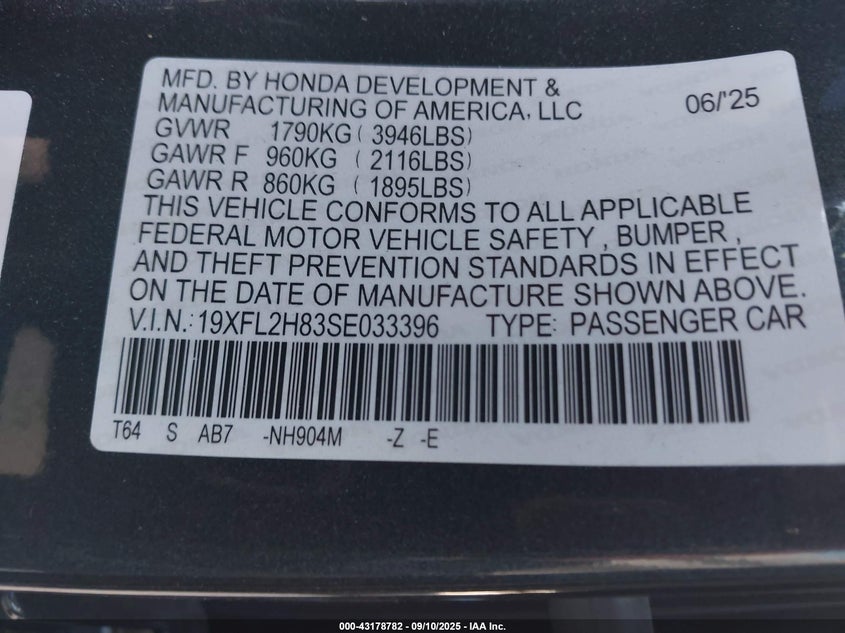 MFD. BY HONDA DEVELOPMENT &
MANUFACTURING OF AMERICA, LLC 06/'25
GVWR 1790KG ( 3946LBS)
GAWR F 960KG ( 2116LBS)
GAWR R 860KG ( 1895LBS)
THIS VEHICLE CONFORMS TO ALL APPLICABLE
FEDERAL MOTOR VEHICLE SAFETY , BUMPER ,
AND THEFT PREVENTION STANDARDS IN EFFECT
ON THE DATE OF MANUFACTURE SHOWN ABOVE.
V.I.N.: 19XFL2H83SE033396 TYPE: PASSENGER CAR
T64 S AB7 -NH904M -Z -E
000-43178782 - 09/10/2025 - IAA Inc.